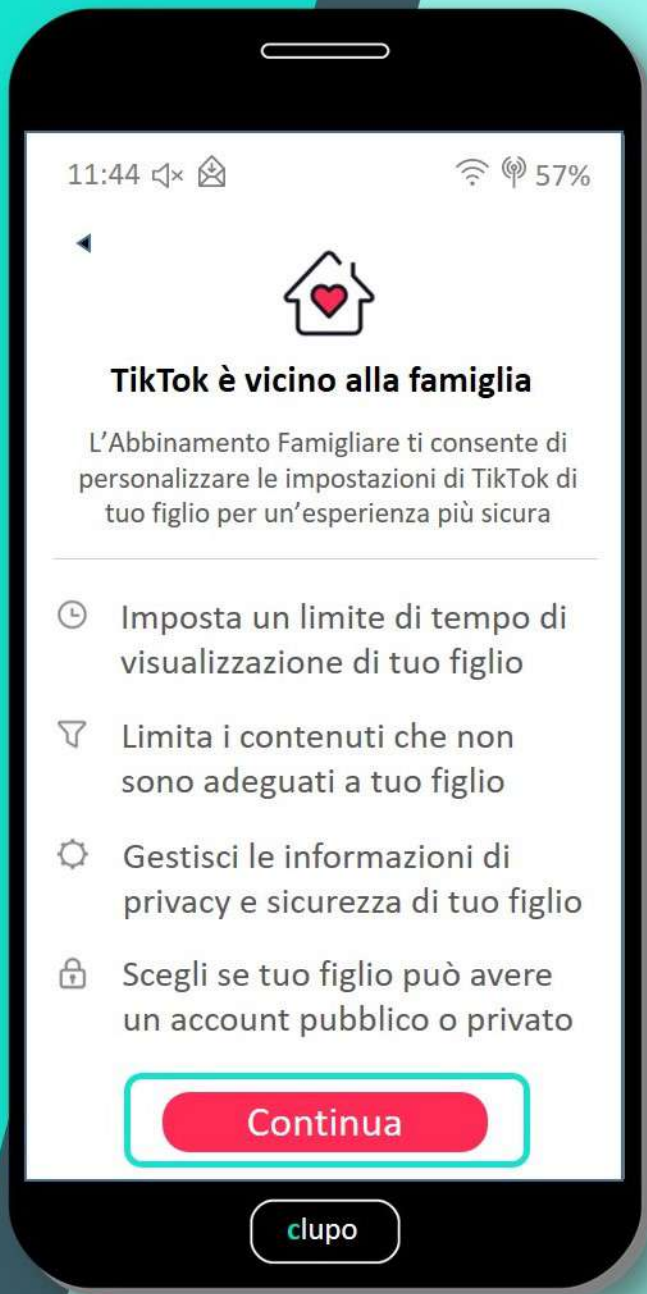 11:44
57%
TikTok è vicino alla famiglia
L’Abbinamento Famigliare ti consente di
personalizzare le impostazioni di TikTok di
tuo figlio per un’esperienza più sicura
Imposta un limite di tempo di
visualizzazione di tuo figlio
Limita i contenuti che non
sono adeguati a tuo figlio
Gestisci le informazioni di
privacy e sicurezza di tuo figlio
Scegli se tuo figlio può avere
un account pubblico o privato
Continua
clupo